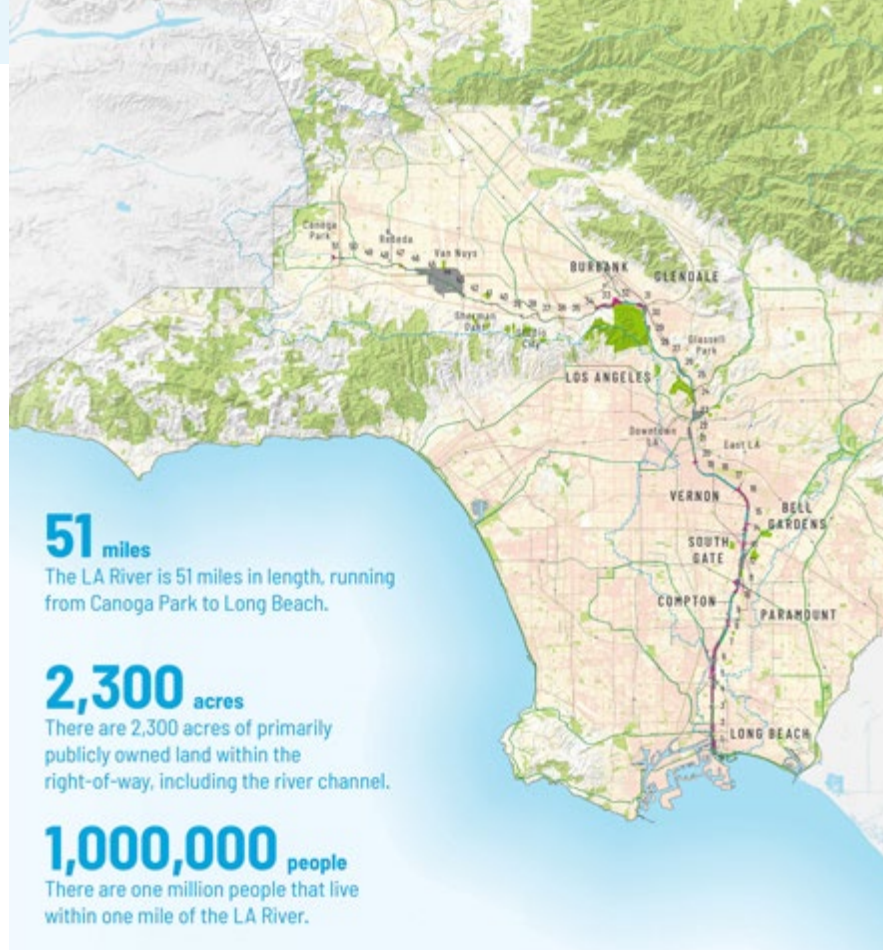 Canoga
Park
Reseda
Van Nuys
BURBANK
GLENDALE
Sherman
Glassell
Park
City
LOS ANGELES
Downtown
LA
East LA
VERNON
BELL
GARDENS
SOUTH
GATE
COMPTON
PARAMOUNT
LONG BEACH
51 miles
The LA River is 51 miles in length, running
from Canoga Park to Long Beach.
2,300 acres
There are 2,300 acres of primarily
publicly owned land within the
right-of-way, including the river channel.
1,000,000 people
There are one million people that live
within one mile of the LA River.